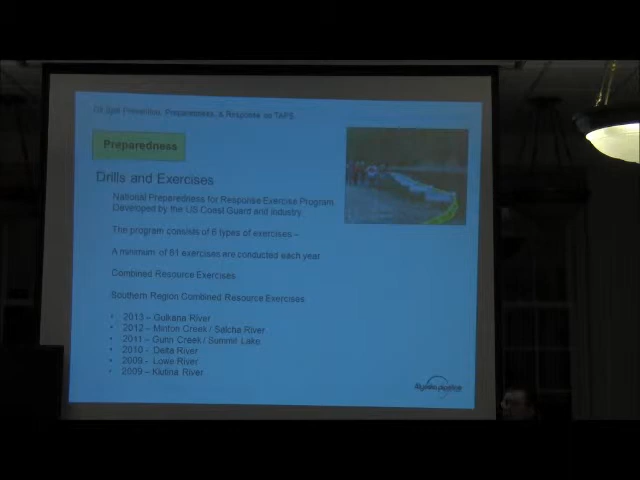 Oil Spill Prevention, Preparedness, & Response on TAPS
Preparedness
Drills and Exercises
National Preparedness for Response Exercise Program
Developed by the US Coast Guard and industry
The program consists of 6 types of exercises –
A minimum of 61 exercises are conducted each year
Combined Resource Exercises
Southern Region Combined Resource Exercises
• 2013 – Gulkana River
• 2012 – Minton Creek / Salcha River
• 2011 – Gunn Creek / Summit Lake
• 2010 - Delta River
• 2009 - Lowe River
• 2009 – Klutina River
Alyeska pipeline